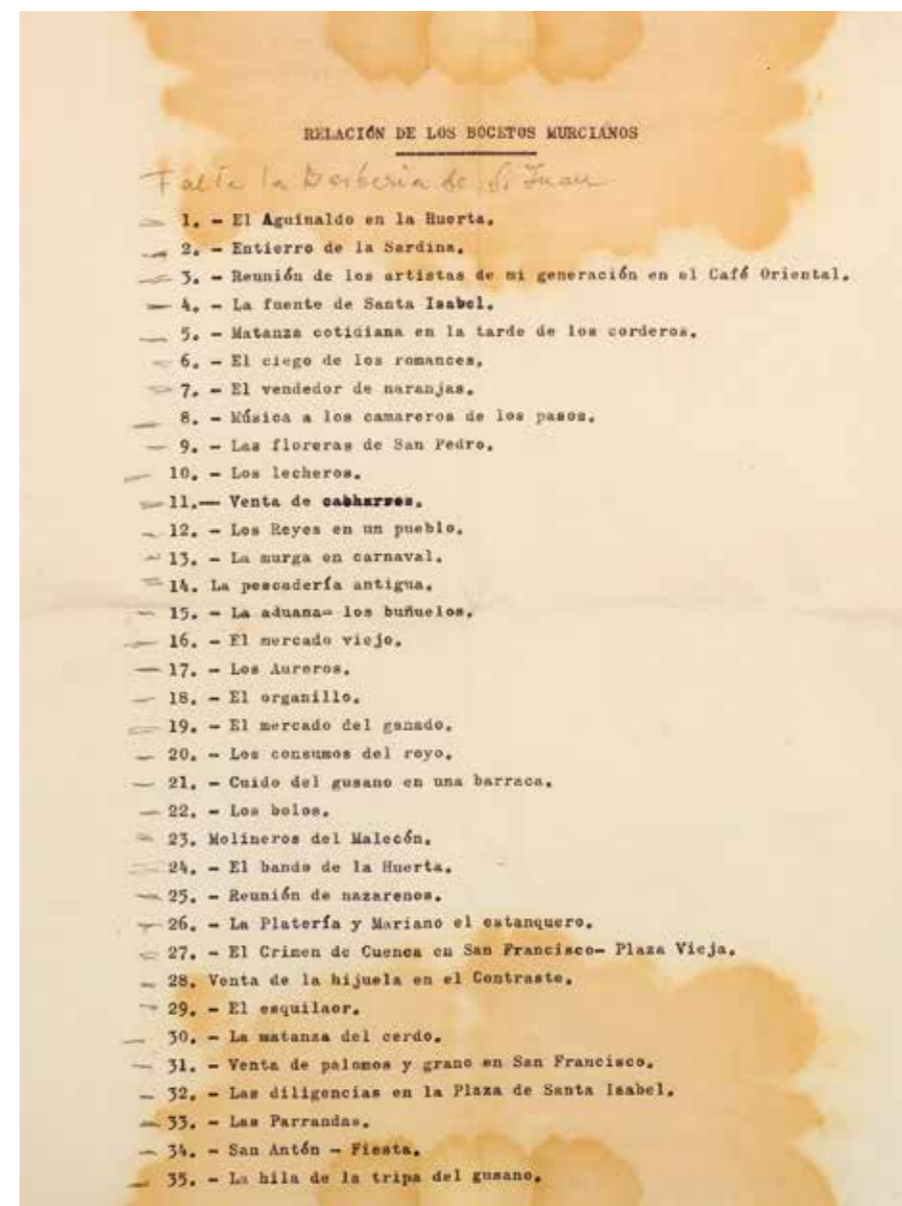 RELACIÓN DE LOS BOCETOS MURCIANOS
Falta la Barbería de S. Juan
1. - El Aguinaldo en la Huerta.
2. - Entierro de la Sardina.
3. - Reunión de los artistas de mi generación en el Café Oriental.
4. - La fuente de Santa Isabel.
5. - Matanza cotidiana en la tarde de los corderos.
6. - El ciego de los romances.
7. - El vendedor de naranjas.
8. - Música a los camareros de los pasos.
9. - Las floreras de San Pedro.
10. - Los lecheros.
11.— Venta de
12. - Los Reyes en un pueblo.
13. - La murga en carnaval.
14. La pescadería antigua.
15. - La aduana= los buñuelos.
16. - El mercado viejo.
17. - Los Auroros.
18. - El organillo.
19. - El mercado del ganado.
20. - Los consumos del royo.
21. - Cuido del gusano en una barraca.
22. - Los bolos.
23. Molineros del Malecón.
24. - El bando de la Huerta.
25. - Reunión de nazarenos.
26. - La Platería y Mariano el estanquero.
27. - El Crimen de Cuenca en San Francisco- Plaza Vieja.
28. Venta de la hijuela en el Contraste.
29. - El esquilaor.
30. - La matanza del cerdo.
31. - Venta de palomos y grano en San Francisco.
32. - Las diligencias en la Plaza de Santa Isabel.
33. - Las Parrandas.
34. - San Antón - Fiesta.
35. - La hila de la tripa del gusano.